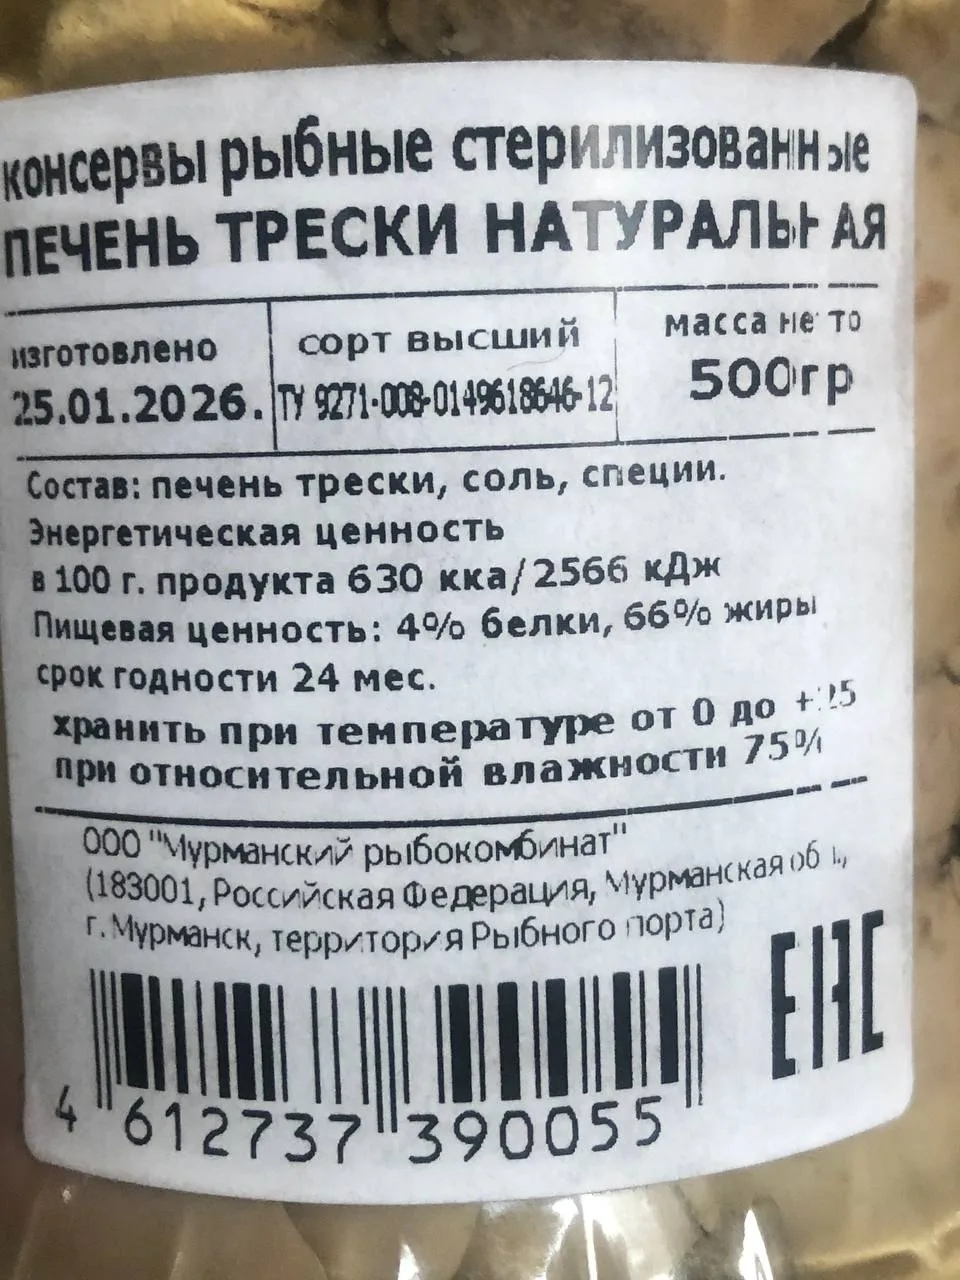 консервы рыбные стерилизованные
ПЕЧЕНЬ ТРЕСКИ НАТУРАЛЬНАЯ
изготовлено
25.01.2026.
сорт высший
ТУ 9271-008-0149618646-12
масса не то
500гр
Состав: печень трески, соль, специи.
Энергетическая ценность
в 100 г. продукта 630 кка/2566 кДж
Пищевая ценность: 4% белки, 66% жиры
срок годности 24 мес.
хранить при температуре от 0 до +25
при относительной влажности 75%
ООО "Мурманский рыбокомбинат"
(183001, Российская Федерация, Мурманская обл.,
г. Мурманск, территория Рыбного порта)
EAC
4 612737 390055